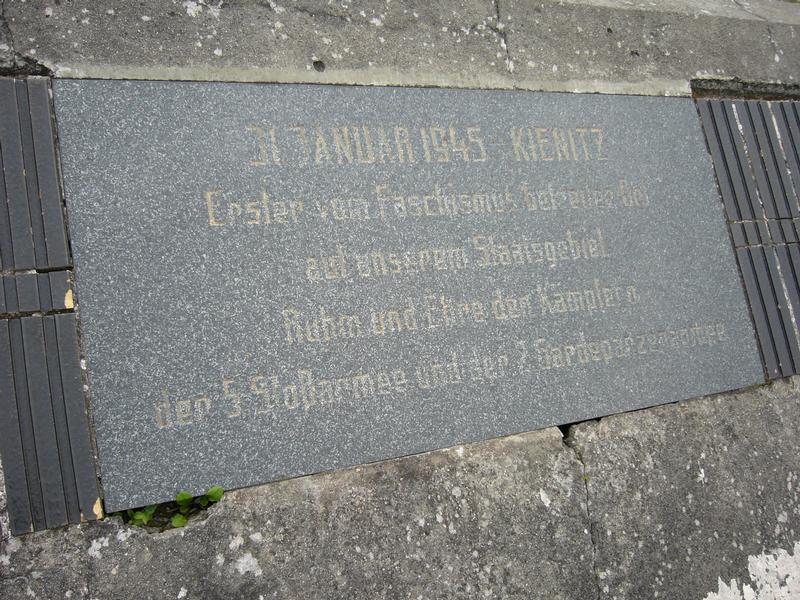 31. JANUAR 1945 - KIENITZ
Erster vom Faschismus befreiter Ort
auf unserem Staatsgebiet
Ruhm und Ehre den Kämpfern
der 5. Stoßarmee und der 2. Gardepanzerarmee